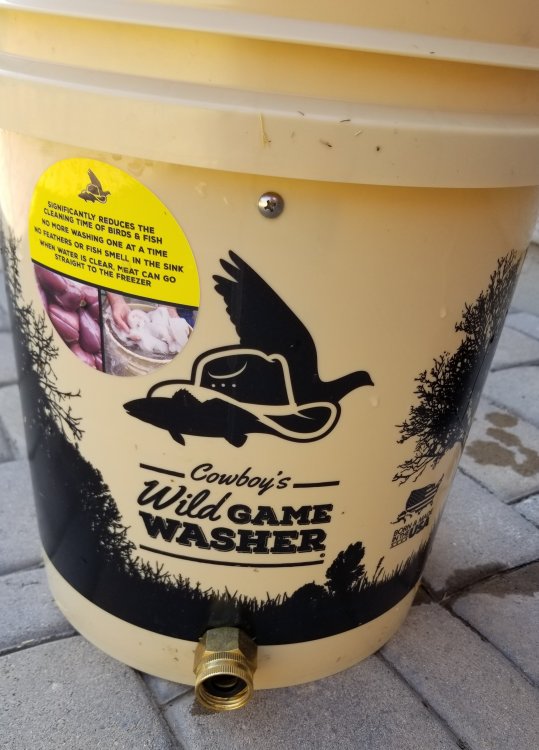 SIGNIFICANTLY REDUCES THE
CLEANING TIME OF BIRDS & FISH
NO MORE WASHING ONE AT A TIME
NO FEATHERS OR FISH SMELL IN THE SINK
WHEN WATER IS CLEAR, MEAT CAN GO
STRAIGHT TO THE FREEZER
Cowboy's
Wild GAME
WASHER
USA